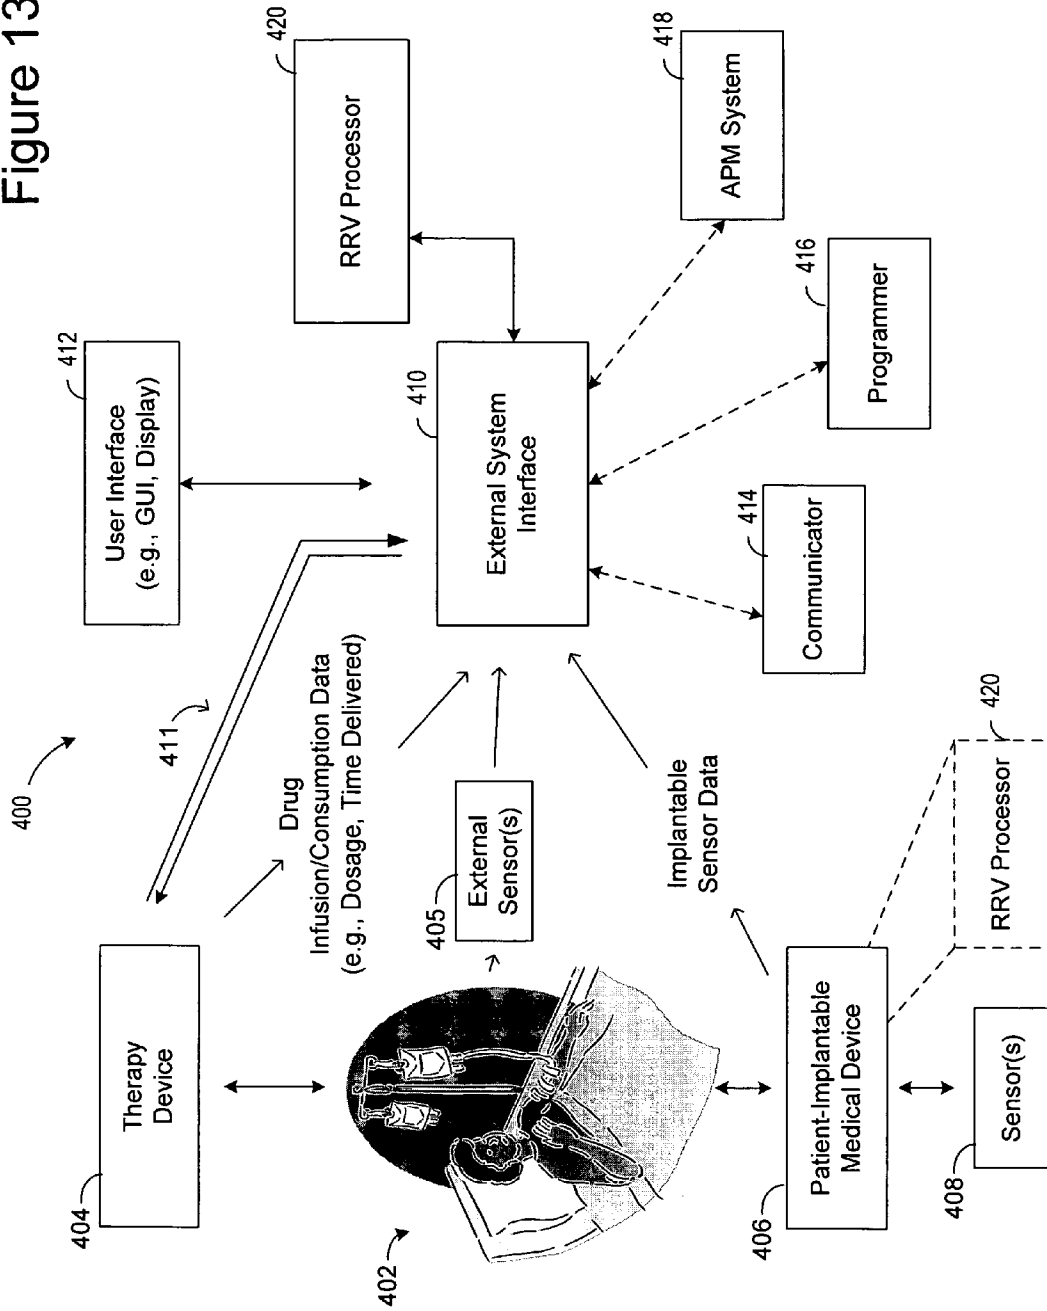 Figure 13
400
404
Therapy
Device
411
412
User Interface
(e.g., GUI, Display)
420
RRV Processor
Drug
Infusion/Consumption Data
(e.g., Dosage, Time Delivered)
402
405
External
Sensor(s)
410
External System
Interface
Implantable
Sensor Data
418
APM System
416
Programmer
414
Communicator
406
Patient-Implantable
Medical Device
420
RRV Processor
408
Sensor(s)